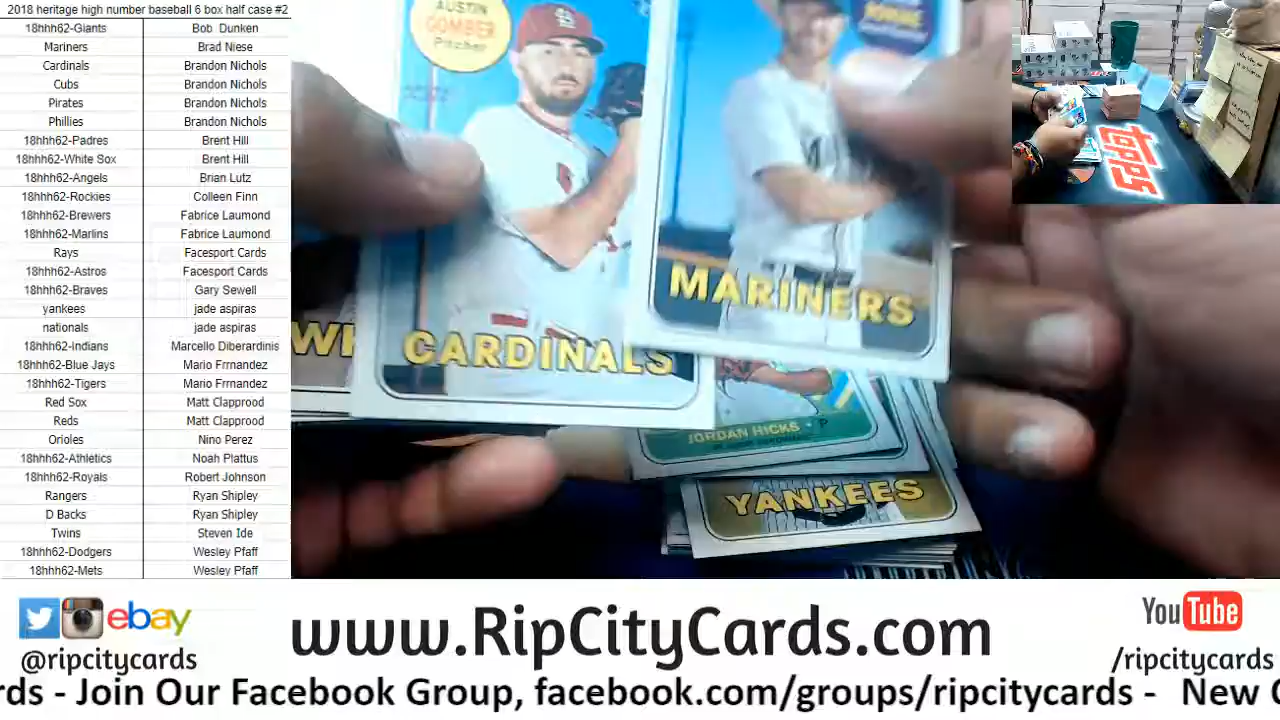 2018 heritage high number baseball 6 box half case #2
18hhh62-Giants Bob Dunken
Mariners Brad Niese
Cardinals Brandon Nichols
Cubs Brandon Nichols
Pirates Brandon Nichols
Phillies Brandon Nichols
18hhh62-Padres Brent Hill
18hhh62-White Sox Brent Hill
18hhh62-Angels Brian Lutz
18hhh62-Rockies Colleen Finn
18hhh62-Brewers Fabrice Laumond
18hhh62-Marlins Fabrice Laumond
Rays Facesport Cards
18hhh62-Astros Facesport Cards
18hhh62-Braves Gary Sewell
yankees jade aspiras
nationals jade aspiras
18hhh62-Indians Marcello Diberardinis
18hhh62-Blue Jays Mario Frrnandez
18hhh62-Tigers Mario Frrnandez
Red Sox Matt Clapprood
Reds Matt Clapprood
Orioles Nino Perez
18hhh62-Athletics Noah Plattus
18hhh62-Royals Robert Johnson
Rangers Ryan Shipley
D Backs Ryan Shipley
Twins Steven Ide
18hhh62-Dodgers Wesley Pfaff
18hhh62-Mets Wesley Pfaff
AUSTIN
GOMBER
Pitcher
CARDINALS
MARINERS
WH
JORDAN HICKS • P
YANKEES
topps
ebay
@ripcitycards
www.RipCityCards.com
YouTube
/ripcitycards
rds - Join Our Facebook Group, facebook.com/groups/ripcitycards - New C